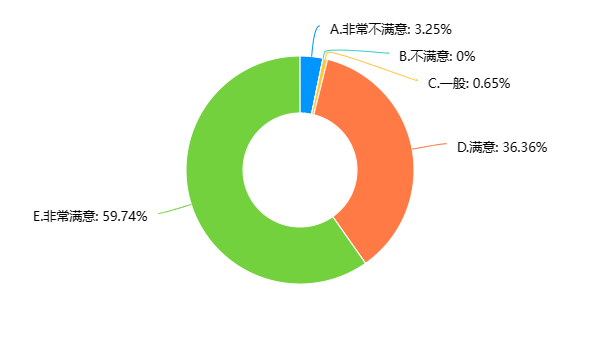 A.非常不满意: 3.25%
B.不满意: 0%
C.一般: 0.65%
D.满意: 36.36%
E.非常满意: 59.74%